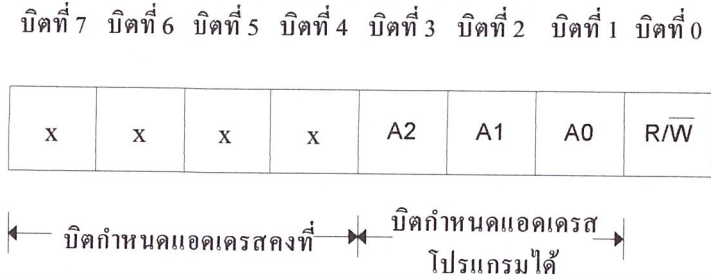 บิตที่ 7 บิตที่ 6 บิตที่ 5 บิตที่ 4 บิตที่ 3 บิตที่ 2 บิตที่ 1 บิตที่ 0
x x x x A2 A1 A0 R/W̅
บิตกำหนดแอดเดรสคงที่
บิตกำหนดแอดเดรส
โปรแกรมได้